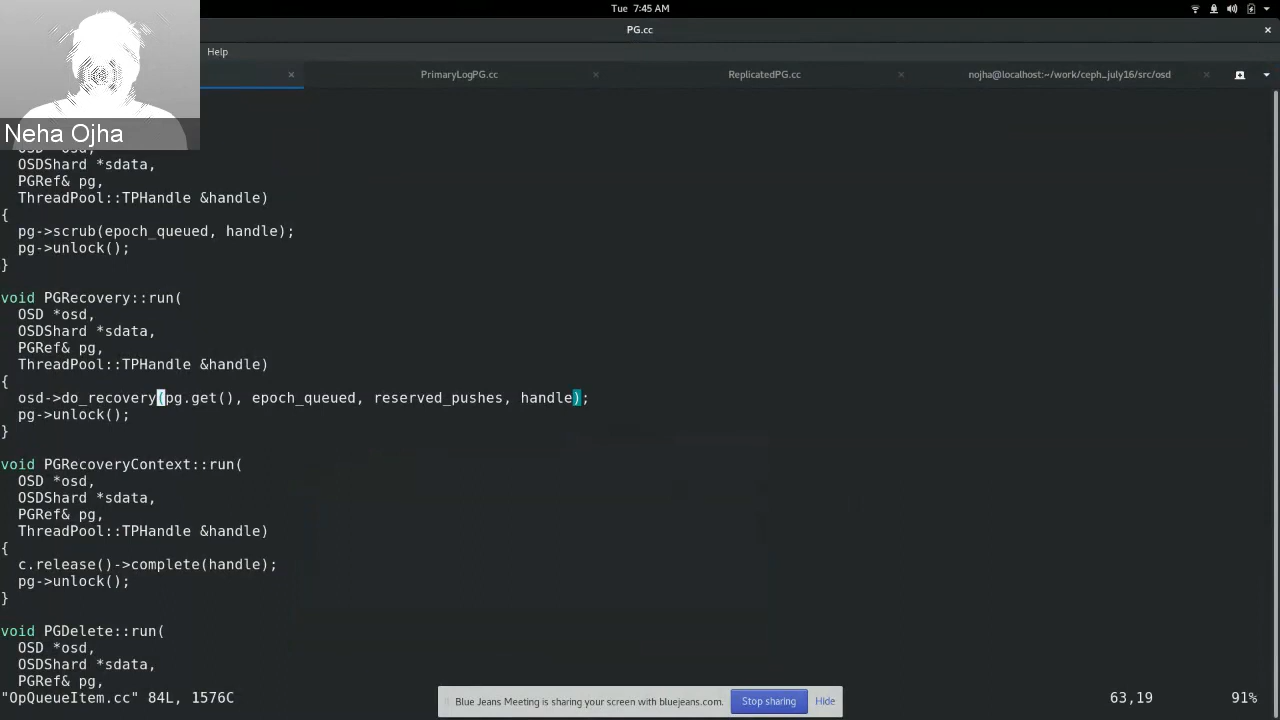 Tue 7:45 AM
PG.cc
Help
PrimaryLogPG.cc
ReplicatedPG.cc
nojha@localhost:~/work/ceph_july16/src/osd
Neha Ojha
OSDShard *sdata,
PGRef& pg,
ThreadPool::TPHandle &handle)
{
pg->scrub(epoch_queued, handle);
pg->unlock();
}
void PGRecovery::run(
OSD *osd,
OSDShard *sdata,
PGRef& pg,
ThreadPool::TPHandle &handle)
{
osd->do_recovery(pg.get(), epoch_queued, reserved_pushes, handle);
pg->unlock();
}
void PGRecoveryContext::run(
OSD *osd,
OSDShard *sdata,
PGRef& pg,
ThreadPool::TPHandle &handle)
{
c.release()->complete(handle);
pg->unlock();
}
void PGDelete::run(
OSD *osd,
OSDShard *sdata,
PGRef& pg,
"OpQueueItem.cc" 84L, 1576C
63,19
91%
Blue Jeans Meeting is sharing your screen with bluejeans.com.
Stop sharing
Hide